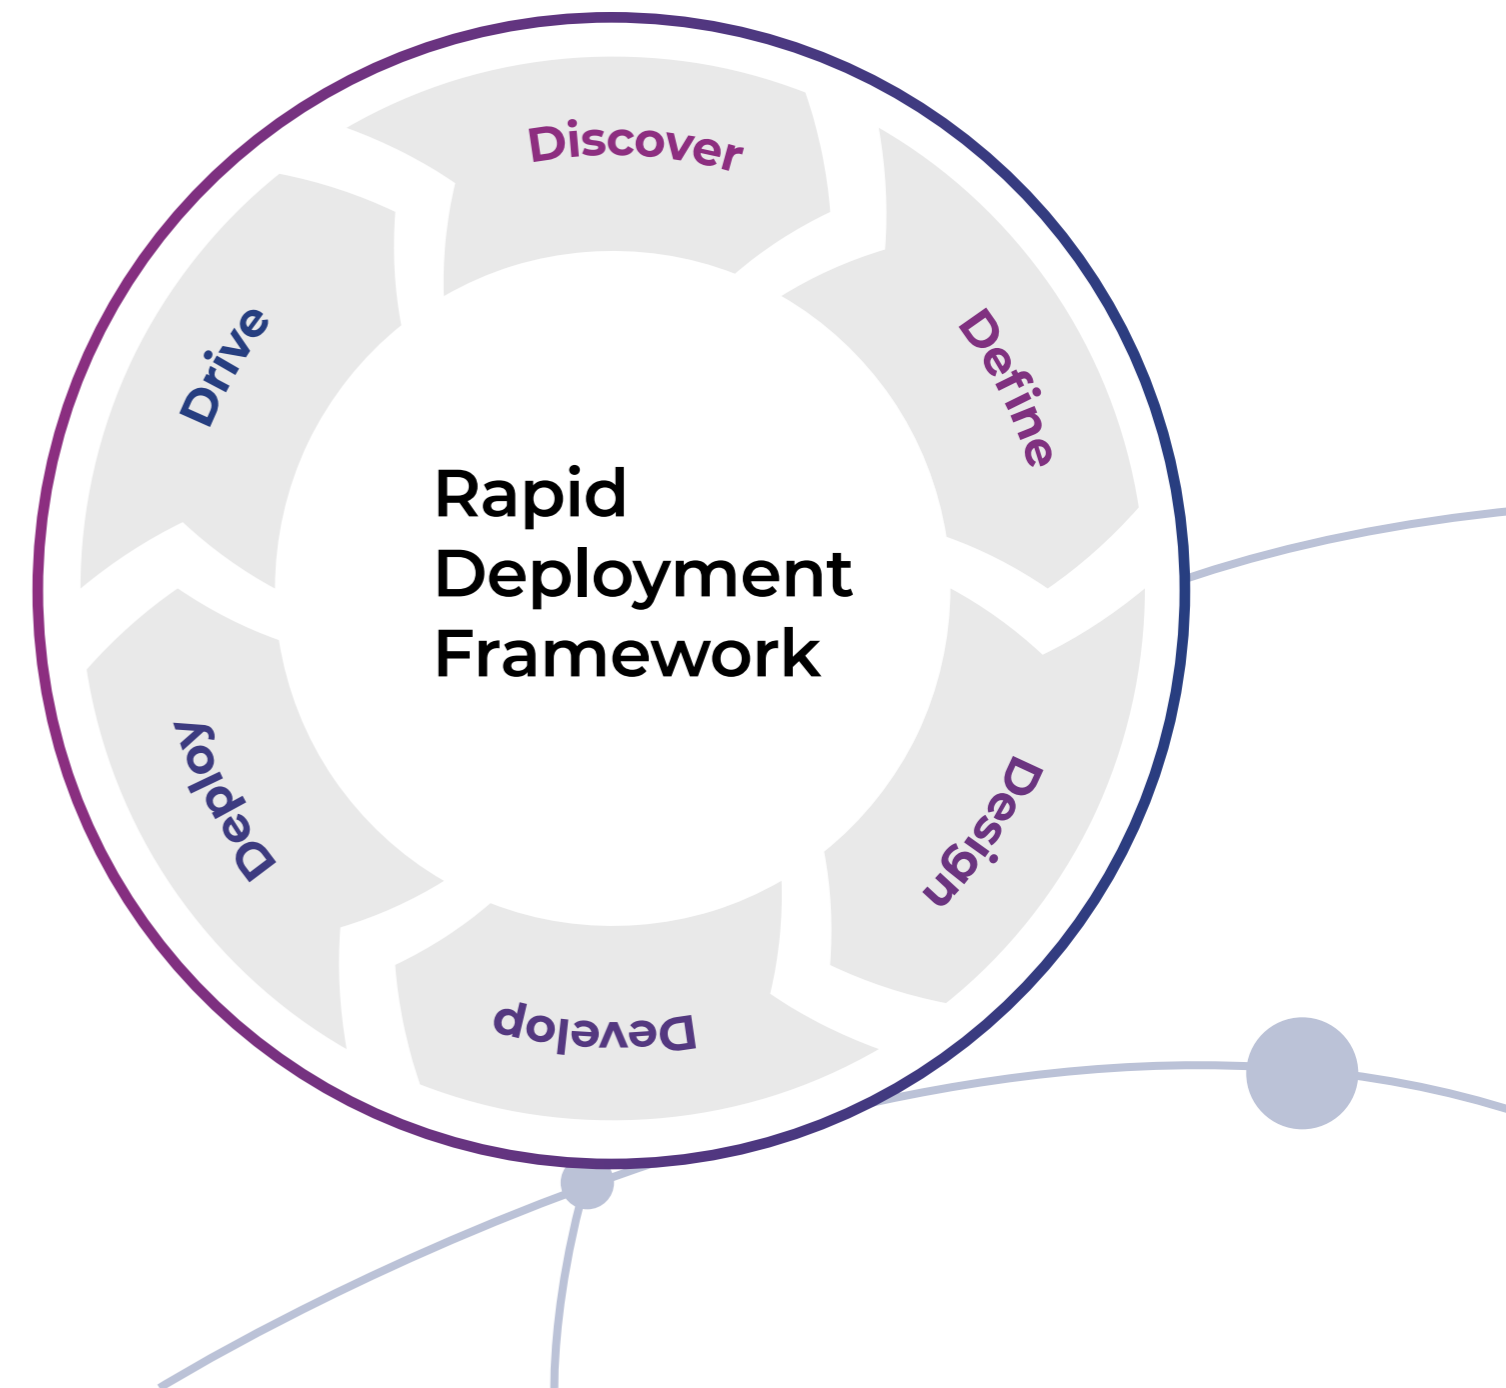 Discover
Define
Design
Develop
Deploy
Drive
Rapid
Deployment
Framework